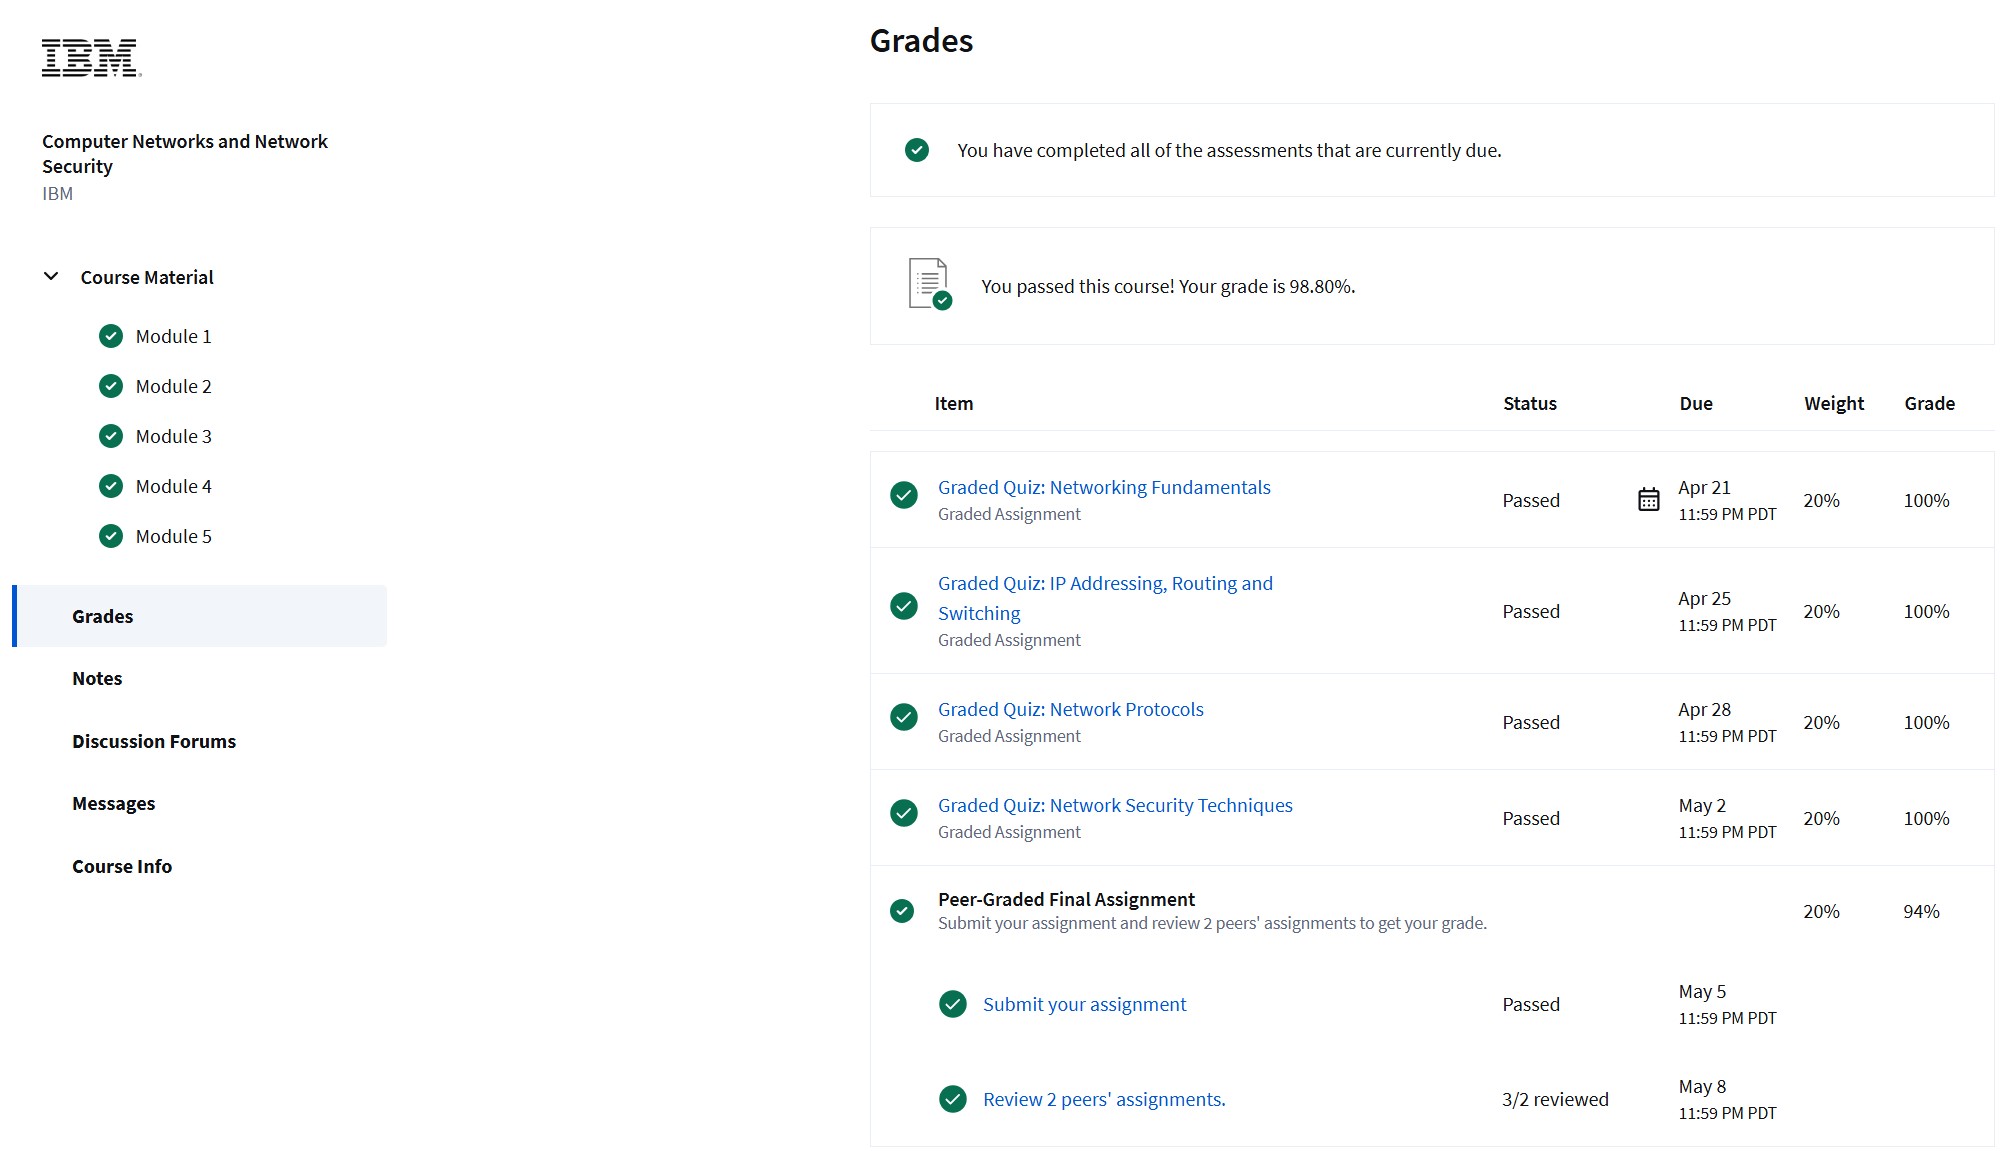 IBM
Computer Networks and Network
Security
IBM
Course Material
Module 1
Module 2
Module 3
Module 4
Module 5
Grades
Notes
Discussion Forums
Messages
Course Info
Grades
You have completed all of the assessments that are currently due.
You passed this course! Your grade is 98.80%.
Item Status Due Weight Grade
Graded Quiz: Networking Fundamentals
Graded Assignment
Passed
Apr 21
11:59 PM PDT
20%
100%
Graded Quiz: IP Addressing, Routing and
Switching
Graded Assignment
Passed
Apr 25
11:59 PM PDT
20%
100%
Graded Quiz: Network Protocols
Graded Assignment
Passed
Apr 28
11:59 PM PDT
20%
100%
Graded Quiz: Network Security Techniques
Graded Assignment
Passed
May 2
11:59 PM PDT
20%
100%
Peer-Graded Final Assignment
Submit your assignment and review 2 peers' assignments to get your grade.
20%
94%
Submit your assignment
Passed
May 5
11:59 PM PDT
Review 2 peers' assignments.
3/2 reviewed
May 8
11:59 PM PDT